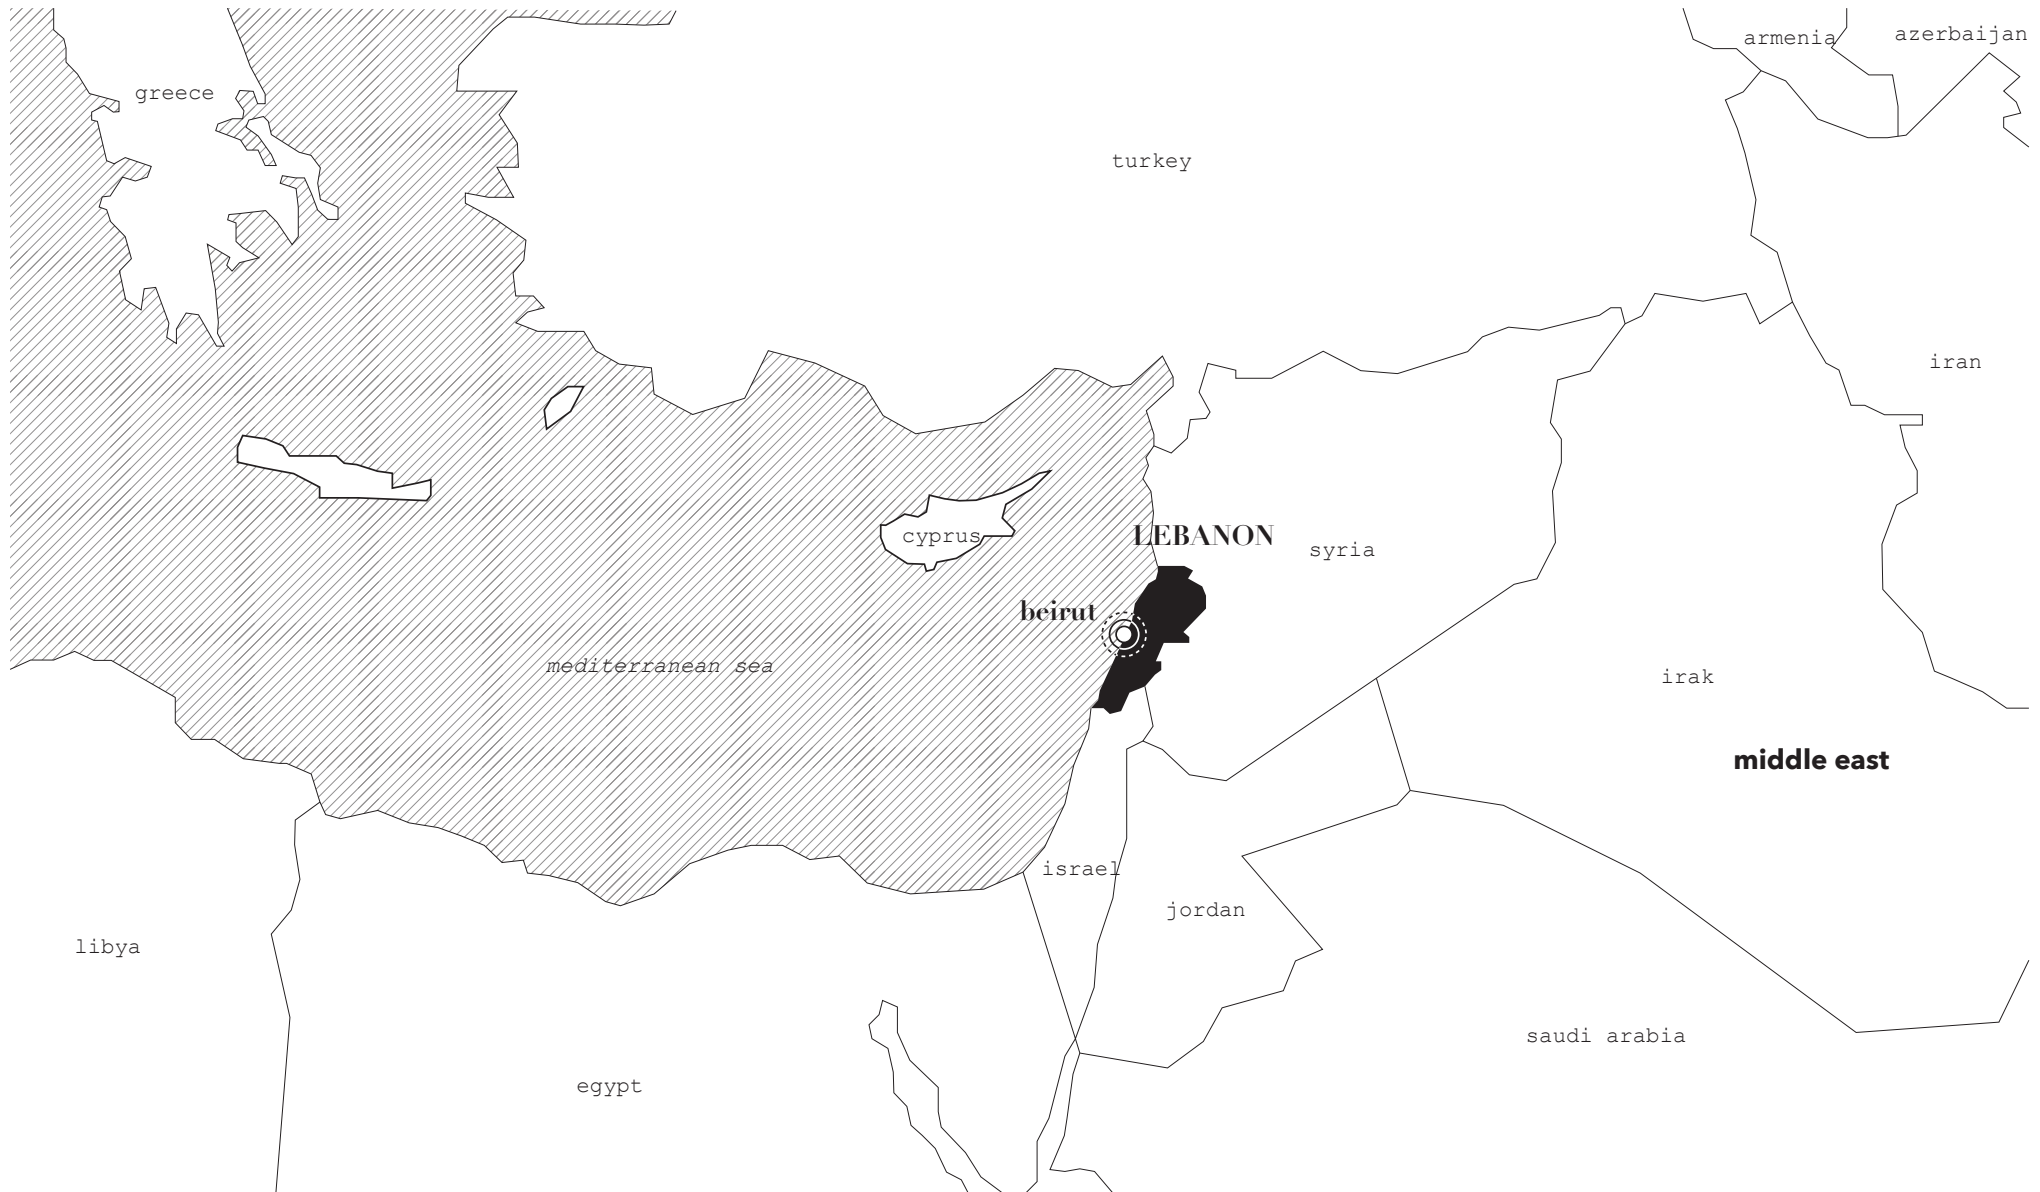 armenia
azerbaijan
greece
turkey
iran
cyprus
LEBANON
syria
beirut
mediterranean sea
irak
middle east
israel
jordan
libya
saudi arabia
egypt